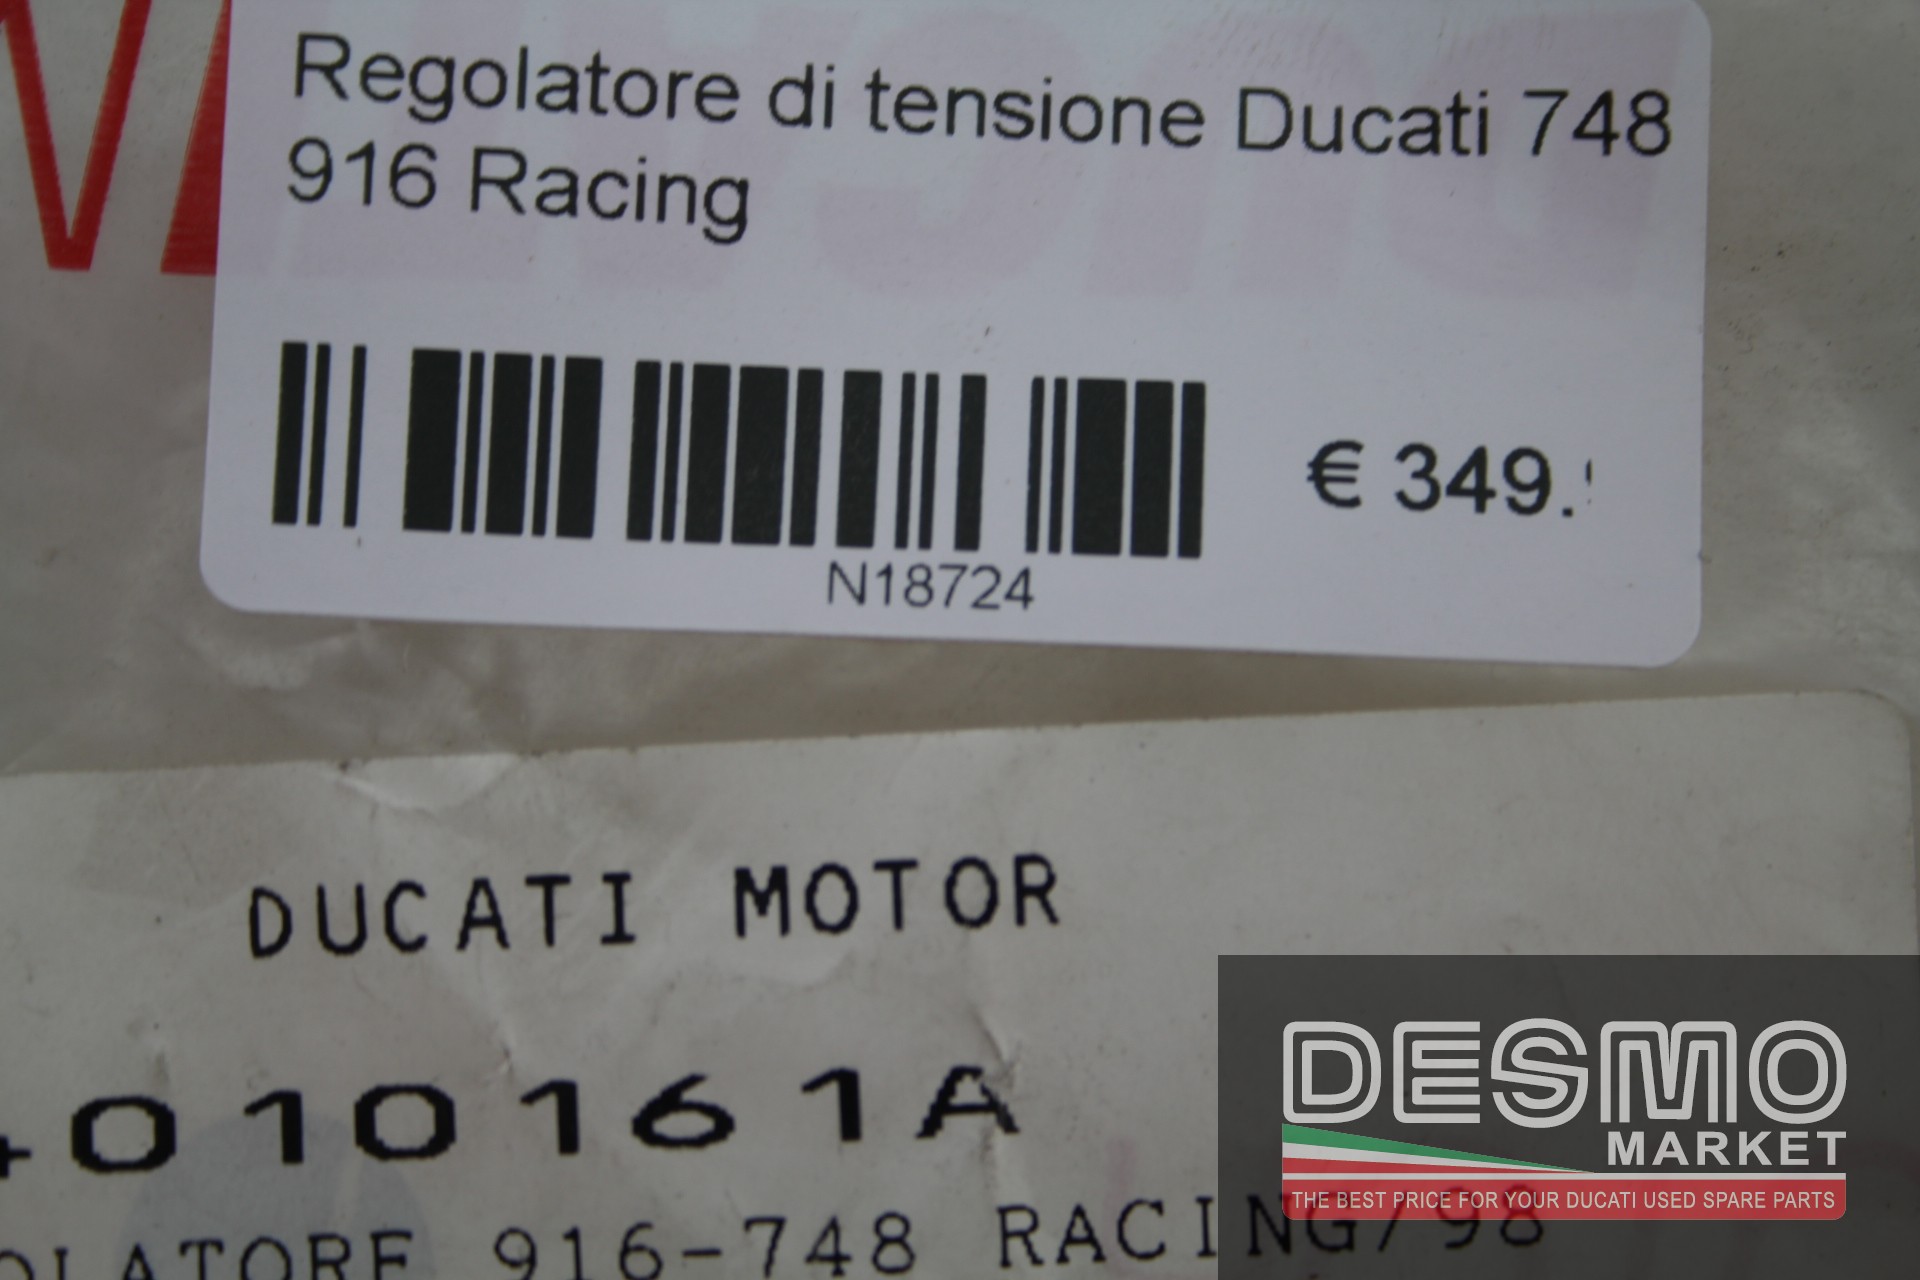 Regolatore di tensione Ducati 748
916 Racing
€ 349.
N18724
DUCATI MOTOR
4010161A
916-748 RACING/98
DESMO
MARKET
THE BEST PRICE FOR YOUR DUCATI USED SPARE PARTS